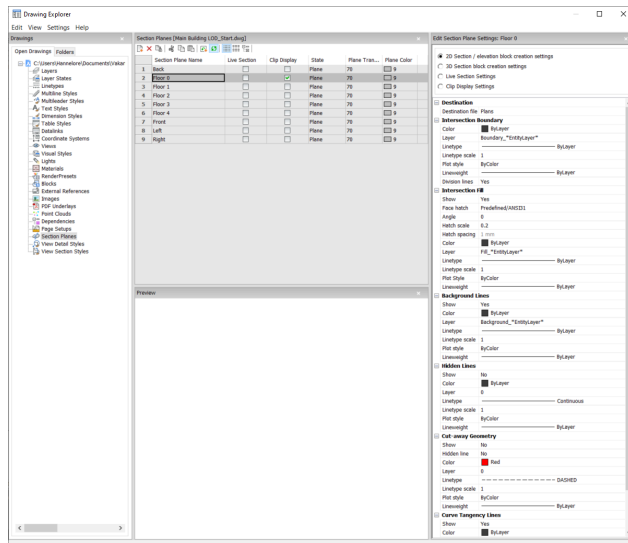 Drawing Explorer
Edit View Settings Help
Drawings
Open Drawings Folders
C:\Users\Hannelore\Documents\Vakar
Layers
Layer States
Linetypes
Multiline Styles
Multileader Styles
Text Styles
Dimension Styles
Table Styles
Datalinks
Coordinate Systems
Views
Visual Styles
Lights
Materials
RenderPresets
Blocks
External References
Images
PDF Underlays
Point Clouds
Dependencies
Page Setups
Section Planes
View Detail Styles
View Section Styles
Section Planes [Main Building LOD_Start.dwg]
Section Plane Name Live Section Clip Display State Plane Tran... Plane Color
1 Back Plane 70 9
2 Floor 0 Plane 70 9
3 Floor 1 Plane 70 9
4 Floor 2 Plane 70 9
5 Floor 3 Plane 70 9
6 Floor 4 Plane 70 9
7 Front Plane 70 9
8 Left Plane 70 9
9 Right Plane 70 9
Preview
Edit Section Plane Settings: Floor 0
2D Section / elevation block creation settings
3D Section block creation settings
Live Section Settings
Clip Display Settings
Destination
Destination file Plans
Intersection Boundary
Color ByLayer
Layer Boundary_*EntityLayer*
Linetype ByLayer
Linetype scale 1
Plot style ByColor
Lineweight ByLayer
Division lines Yes
Intersection Fill
Show Yes
Face hatch Predefined/ANSI31
Angle 0
Hatch scale 0.2
Hatch spacing 1 mm
Color ByLayer
Layer Fill_*EntityLayer*
Linetype ByLayer
Linetype scale 1
Plot Style ByColor
Lineweight ByLayer
Background Lines
Show Yes
Color ByLayer
Layer Background_*EntityLayer*
Linetype ByLayer
Linetype scale 1
Plot style ByColor
Lineweight ByLayer
Hidden Lines
Show No
Color ByLayer
Layer 0
Linetype Continuous
Linetype scale 1
Plot style ByColor
Lineweight ByLayer
Cut-away Geometry
Show No
Hidden line No
Color Red
Layer 0
Linetype DASHED
Linetype scale 1
Plot style ByColor
Lineweight ByLayer
Curve Tangency Lines
Show Yes
Color ByLayer